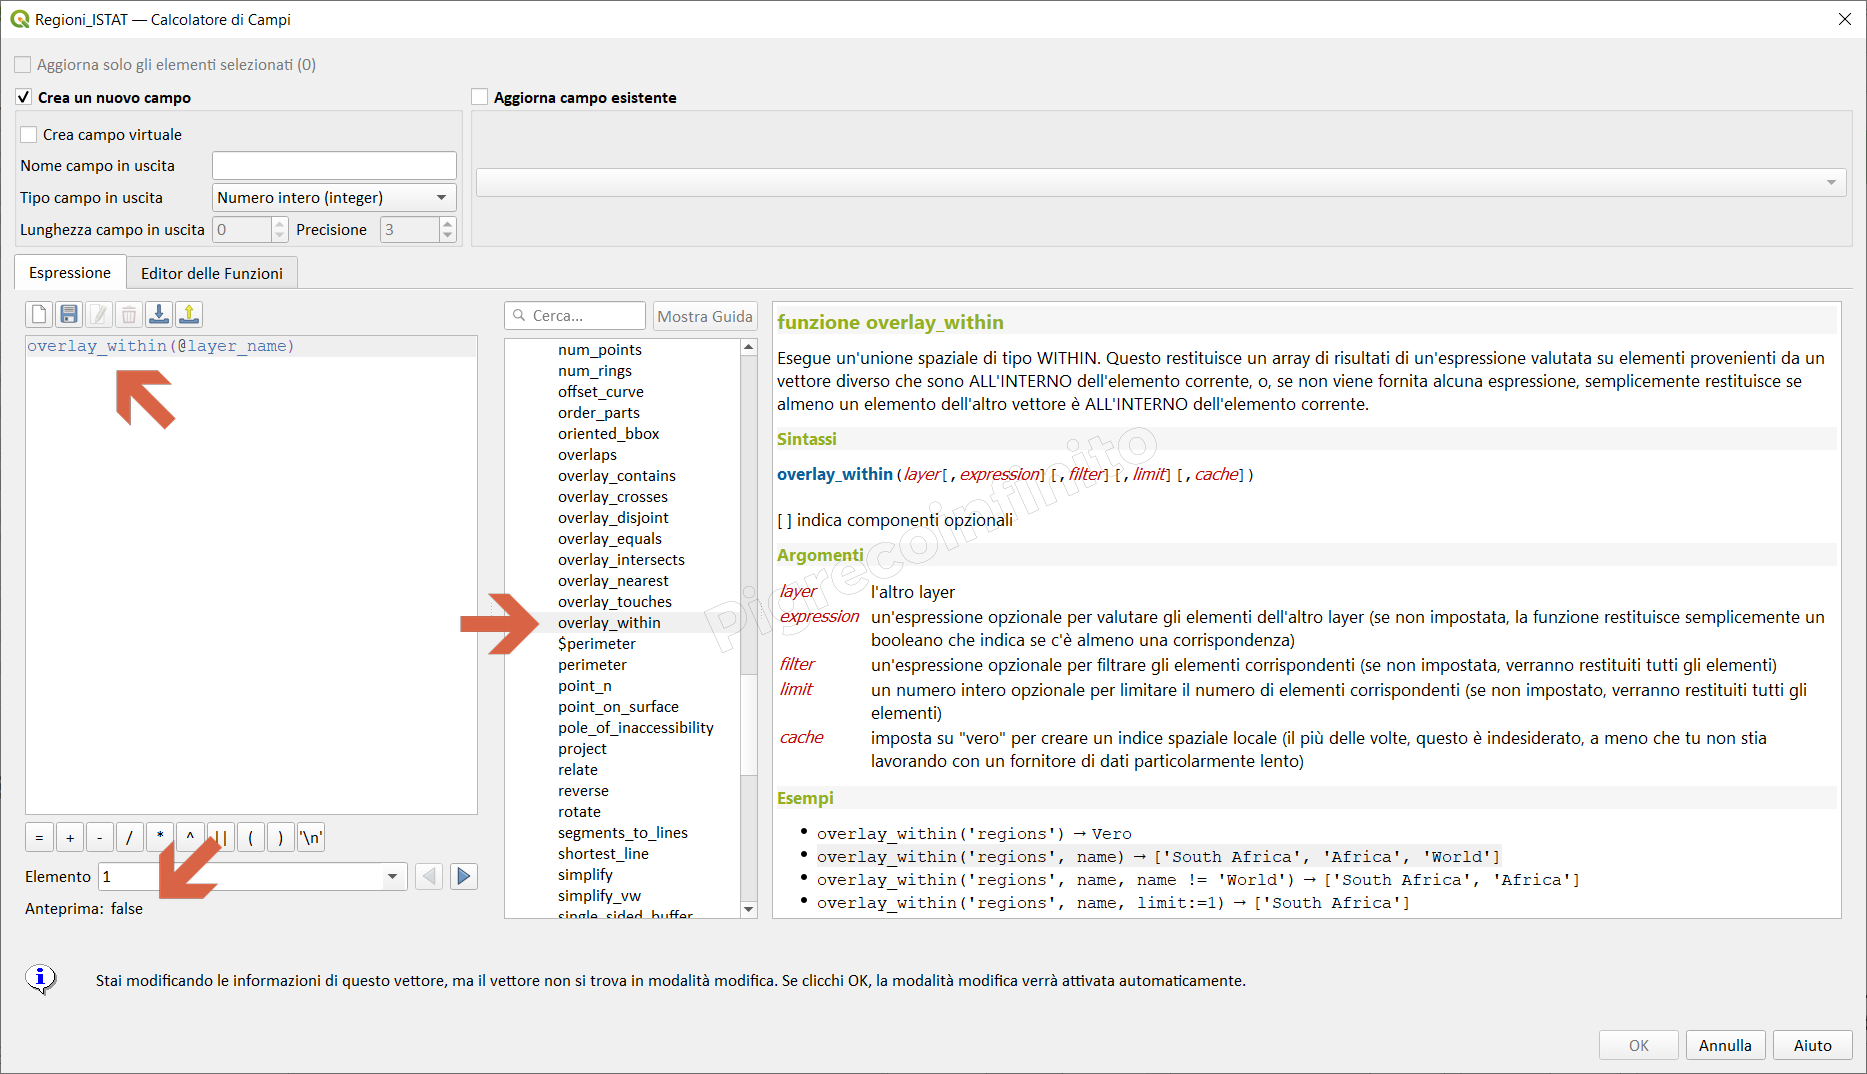 Regioni_ISTAT — Calcolatore di Campi
Aggiorna solo gli elementi selezionati (0)
Crea un nuovo campo
Aggiorna campo esistente
Crea campo virtuale
Nome campo in uscita
Tipo campo in uscita Numero intero (integer)
Lunghezza campo in uscita 0 Precisione 3
Espressione Editor delle Funzioni
overlay_within(@layer_name)
= + - / * ^ || ( ) '\n'
Elemento 1
Anteprima: false
Cerca... Mostra Guida
num_points
num_rings
offset_curve
order_parts
oriented_bbox
overlaps
overlay_contains
overlay_crosses
overlay_disjoint
overlay_equals
overlay_intersects
overlay_nearest
overlay_touches
overlay_within
$perimeter
perimeter
point_n
point_on_surface
pole_of_inaccessibility
project
relate
reverse
rotate
segments_to_lines
shortest_line
simplify
simplify_vw
single_sided_buffer
funzione overlay_within
Esegue un'unione spaziale di tipo WITHIN. Questo restituisce un array di risultati di un'espressione valutata su elementi provenienti da un
vettore diverso che sono ALL'INTERNO dell'elemento corrente, o, se non viene fornita alcuna espressione, semplicemente restituisce se
almeno un elemento dell'altro vettore è ALL'INTERNO dell'elemento corrente.
Sintassi
overlay_within(layer[,expression][,filter][,limit][,cache])
[ ] indica componenti opzionali
Argomenti
layer l'altro layer
expression un'espressione opzionale per valutare gli elementi dell'altro layer (se non impostata, la funzione restituisce semplicemente un
booleano che indica se c'è almeno una corrispondenza)
filter un'espressione opzionale per filtrare gli elementi corrispondenti (se non impostata, verranno restituiti tutti gli elementi)
limit un numero intero opzionale per limitare il numero di elementi corrispondenti (se non impostato, verranno restituiti tutti gli
elementi)
cache imposta su "vero" per creare un indice spaziale locale (il più delle volte, questo è indesiderato, a meno che tu non stia
lavorando con un fornitore di dati particolarmente lento)
Esempi
• overlay_within('regions') → Vero
• overlay_within('regions', name) → ['South Africa', 'Africa', 'World']
• overlay_within('regions', name, name != 'World') → ['South Africa', 'Africa']
• overlay_within('regions', name, limit:=1) → ['South Africa']
Pigrecoinfinito
Stai modificando le informazioni di questo vettore, ma il vettore non si trova in modalità modifica. Se clicchi OK, la modalità modifica verrà attivata automaticamente.
OK Annulla Aiuto